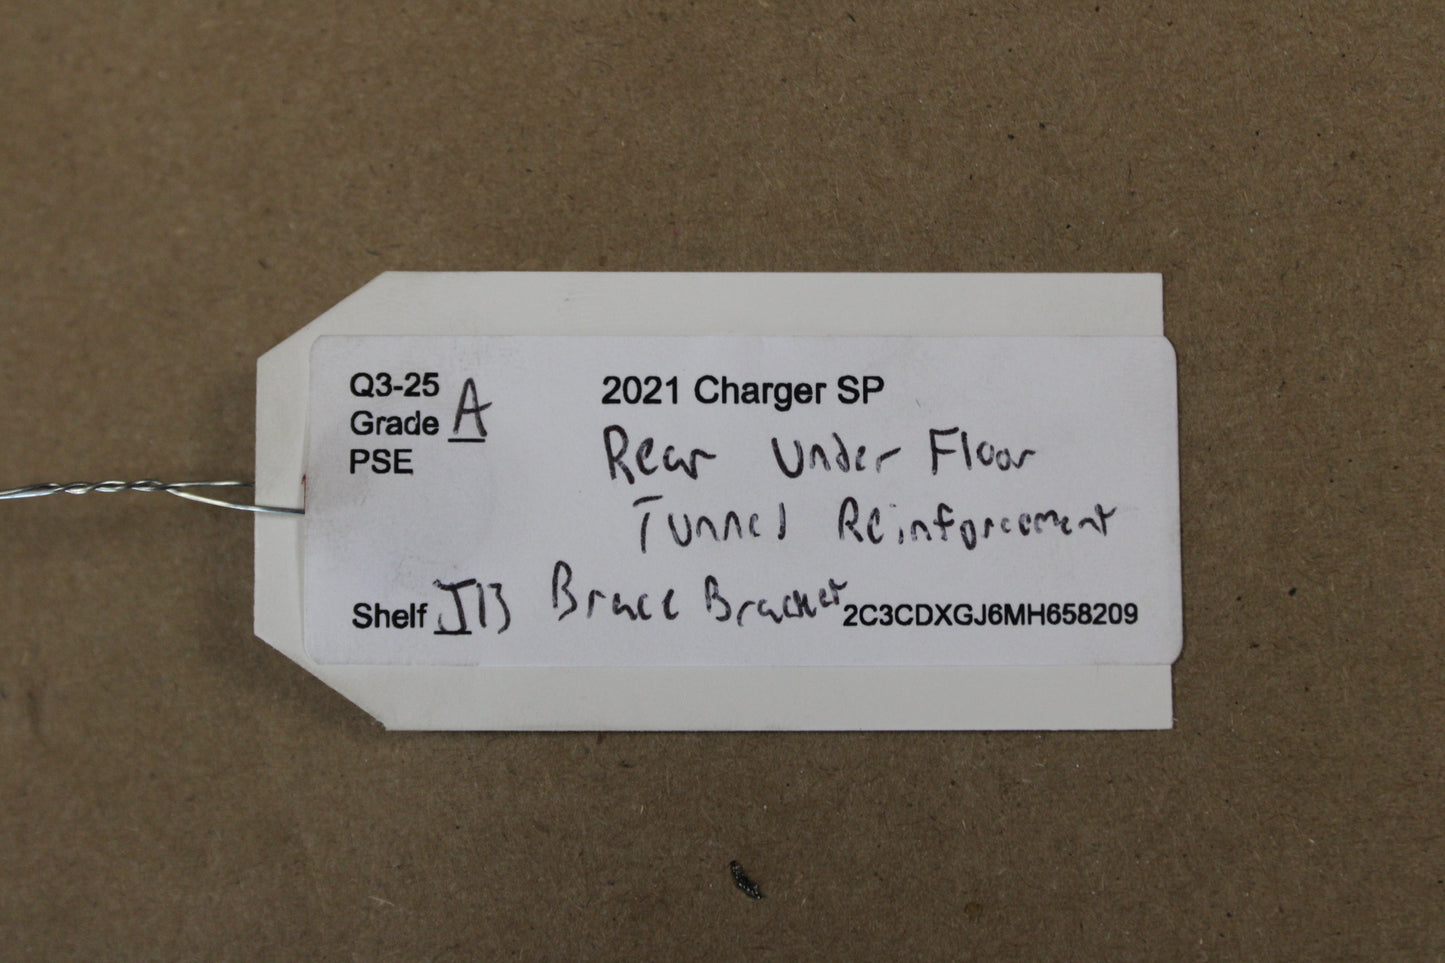 Q3-25
Grade A
PSE
2021 Charger SP
Rear Under Floor
Tunnel Reinforcement
Brace Bracket
Shelf J13
2C3CDXGJ6MH658209